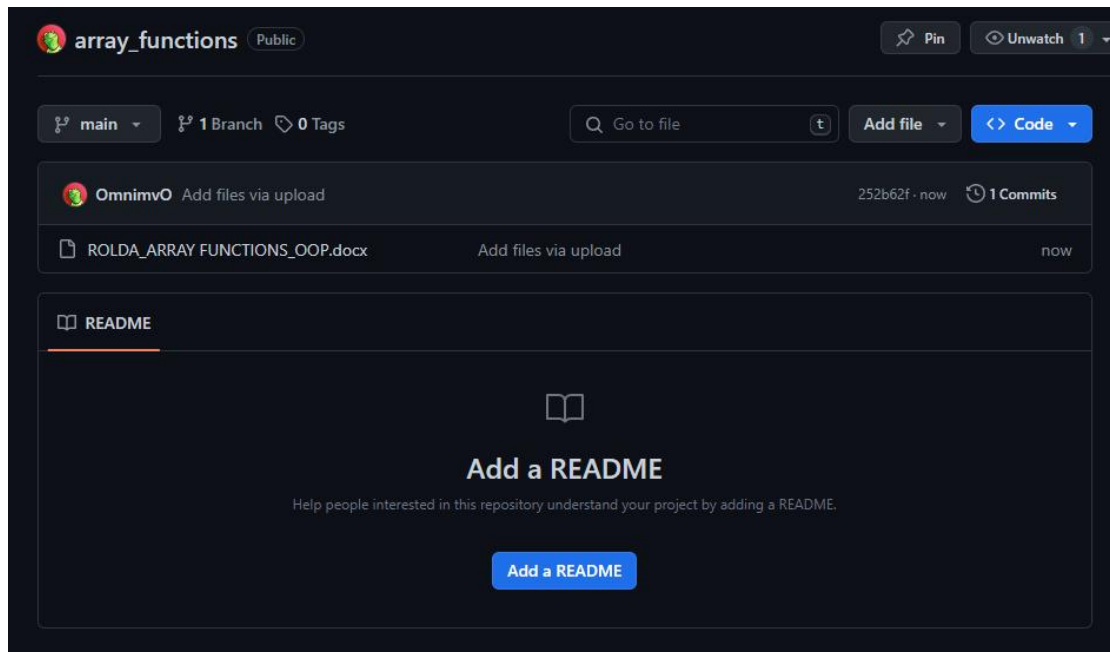 array_functions Public Pin Unwatch 1
main 1 Branch 0 Tags Go to file t Add file Code
OmnimvO Add files via upload 252b62f · now 1 Commits
ROLDA_ARRAY FUNCTIONS_OOP.docx Add files via upload now
README
Add a README
Help people interested in this repository understand your project by adding a README.
Add a README